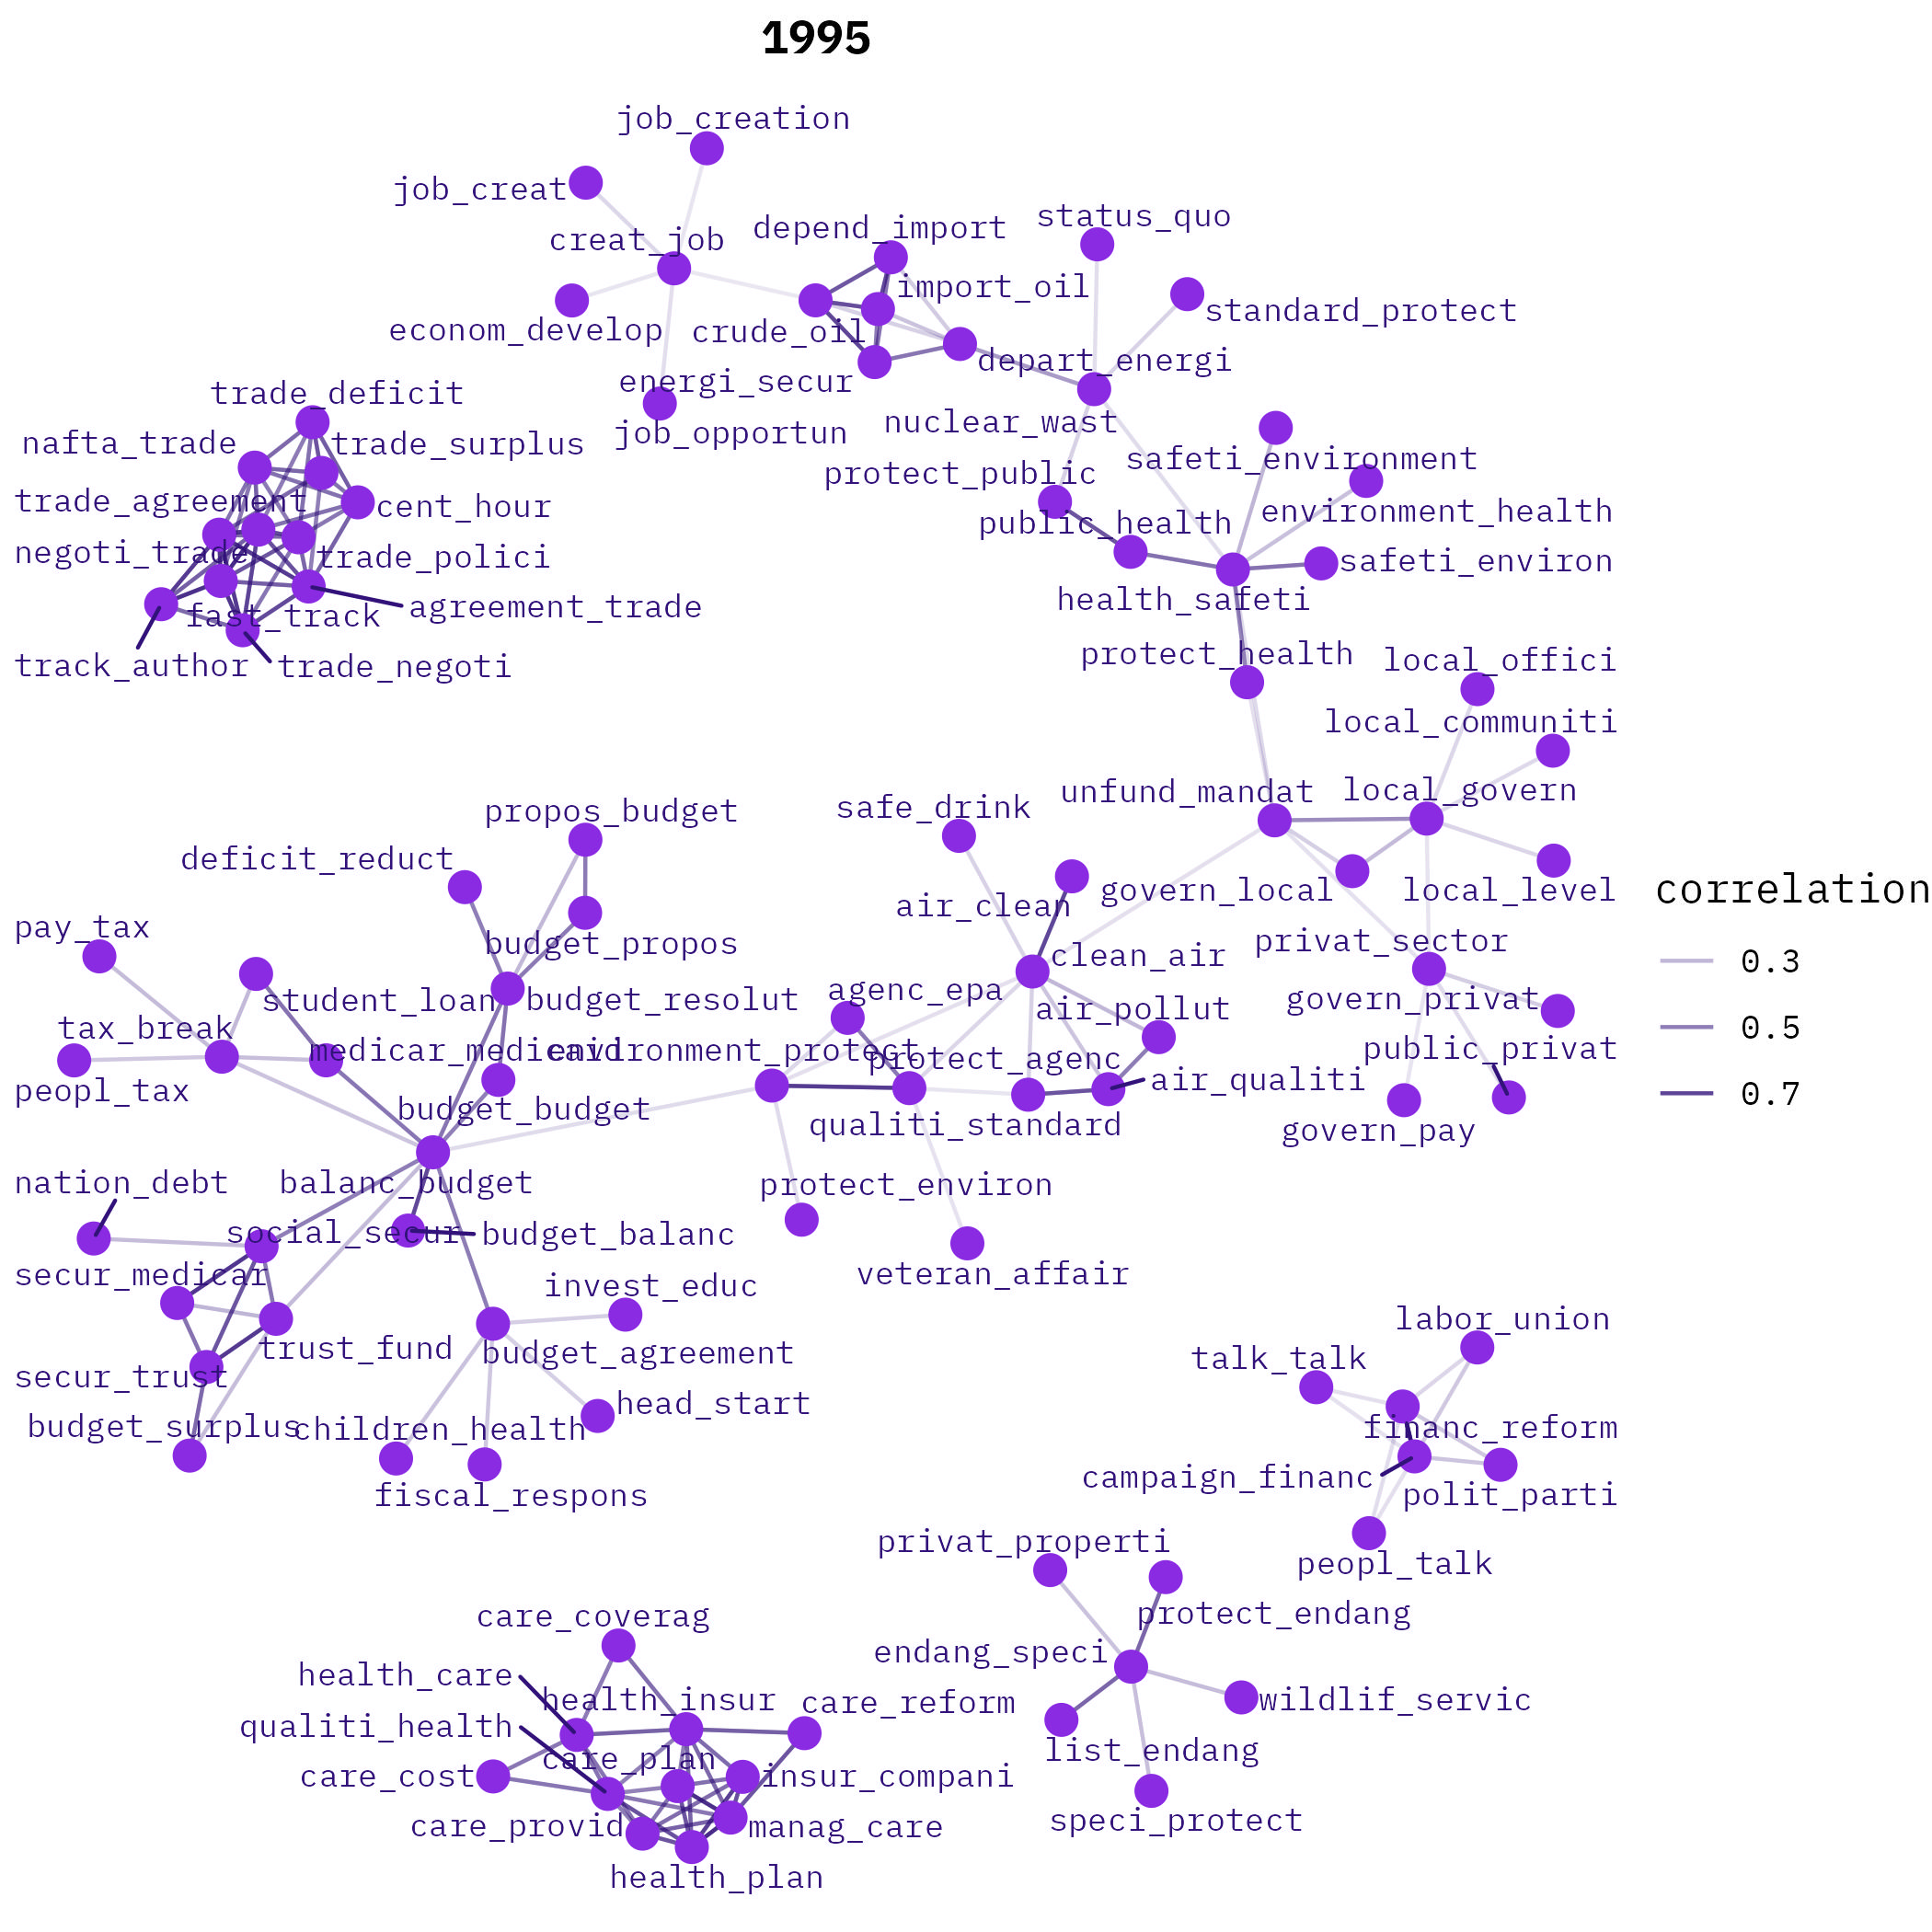 1995
job_creation
job_creat
status_quo
depend_import
creat_job
import_oil
standard_protect
econom_develop
crude_oil
depart_energi
energi_secur
trade_deficit
nuclear_wast
job_opportun
nafta_trade
trade_surplus
safeti_environment
protect_public
trade_agreement
cent_hour
environment_health
public_health
negoti_trade
trade_polici
safeti_environ
health_safeti
agreement_trade
fast_track
track_author
trade_negoti
protect_health
local_offici
local_communiti
unfund_mandat
local_govern
safe_drink
propos_budget
deficit_reduct
govern_local
local_level
correlation
air_clean
pay_tax
budget_propos
privat_sector
clean_air
0.3
agenc_epa
student_loan
budget_resolut
govern_privat
air_pollut
tax_break
0.5
medicar_medicaid
environment_protect
protect_agenc
public_privat
peopl_tax
air_qualiti
0.7
budget_budget
qualiti_standard
govern_pay
nation_debt
balanc_budget
protect_environ
social_secur
budget_balanc
secur_medicar
veteran_affair
invest_educ
labor_union
trust_fund
budget_agreement
talk_talk
secur_trust
head_start
budget_surplus
children_health
financ_reform
campaign_financ
fiscal_respons
polit_parti
privat_properti
peopl_talk
care_coverag
protect_endang
endang_speci
health_care
health_insur
care_reform
wildlif_servic
qualiti_health
list_endang
care_plan
care_cost
insur_compani
speci_protect
care_provid
manag_care
health_plan